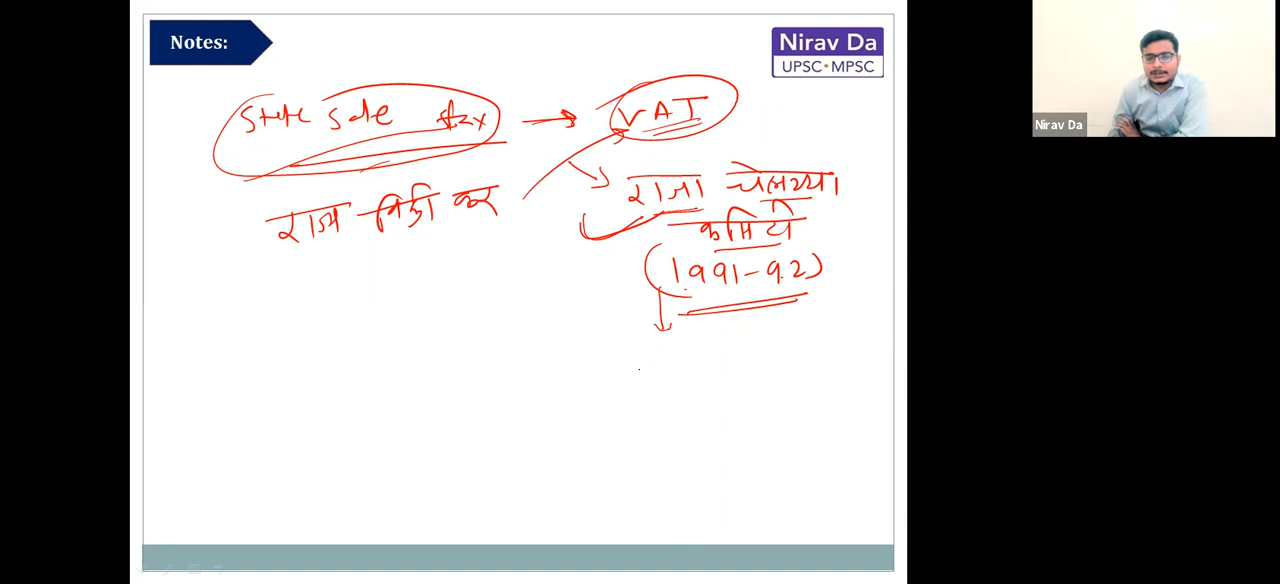 Notes:
Nirav Da
UPSC • MPSC
State Sale tax → VAT
राज्य विक्री कर
राजा चेलय्या
कमिटी
(1991-92)
Nirav Da